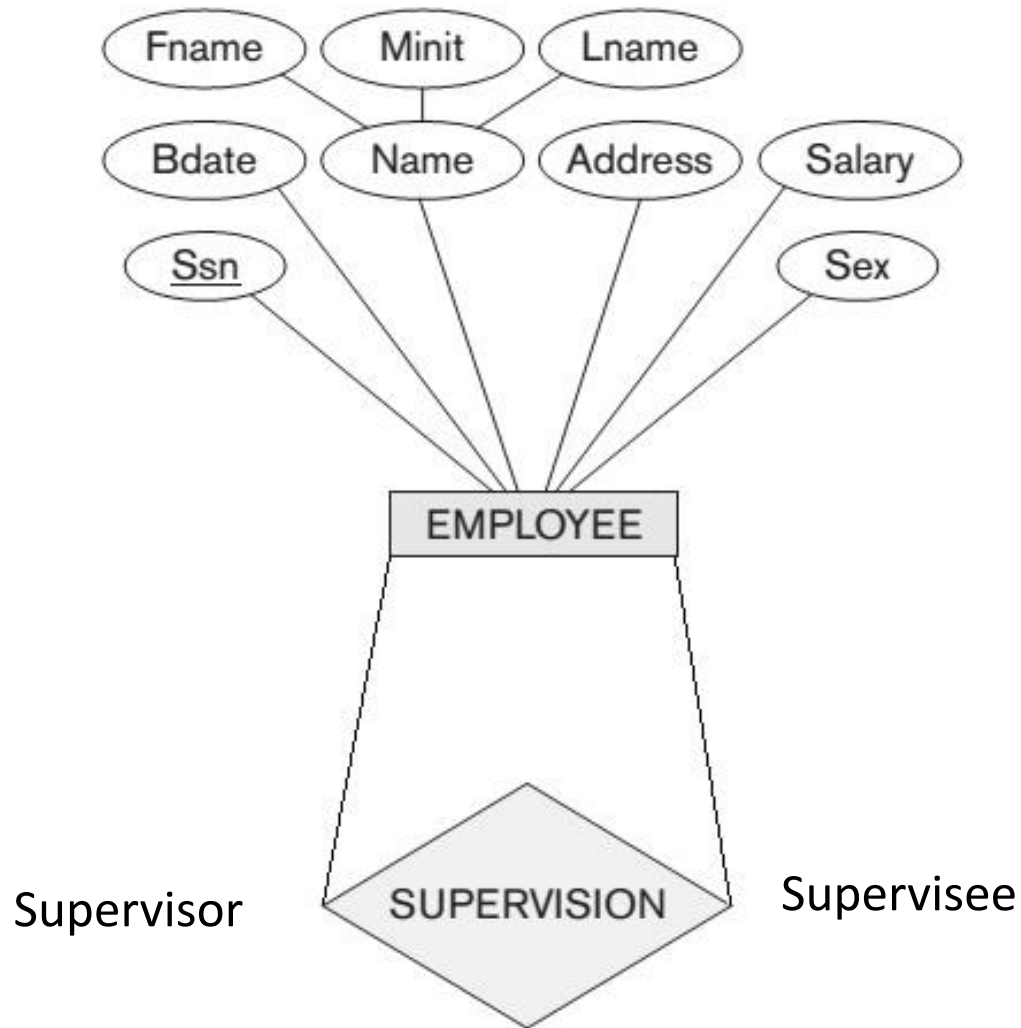 Fname Minit Lname
Bdate Name Address Salary
Ssn Sex
EMPLOYEE
SUPERVISION
Supervisor
Supervisee